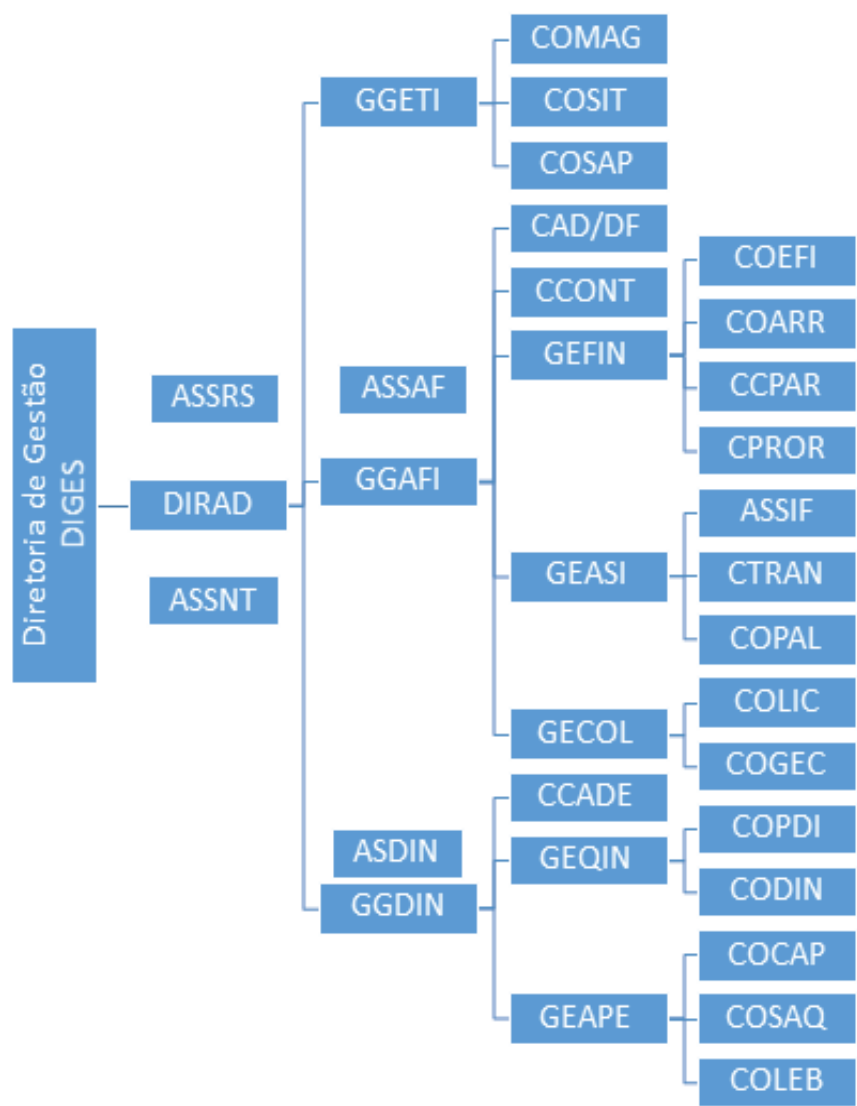 COMAG
GGETI
COSIT
COSAP
CAD/DF
COEFI
CCONT
COARR
GEFIN
ASSAF
CCPAR
ASSRS
CPROR
GGAFI
Diretoria de Gestão
DIGES
DIRAD
ASSIF
GEASI
CTRAN
ASSNT
COPAL
COLIC
GECOL
COGEC
CCADE
COPDI
ASDIN
GEQIN
CODIN
GGDIN
COCAP
GEAPE
COSAQ
COLEB